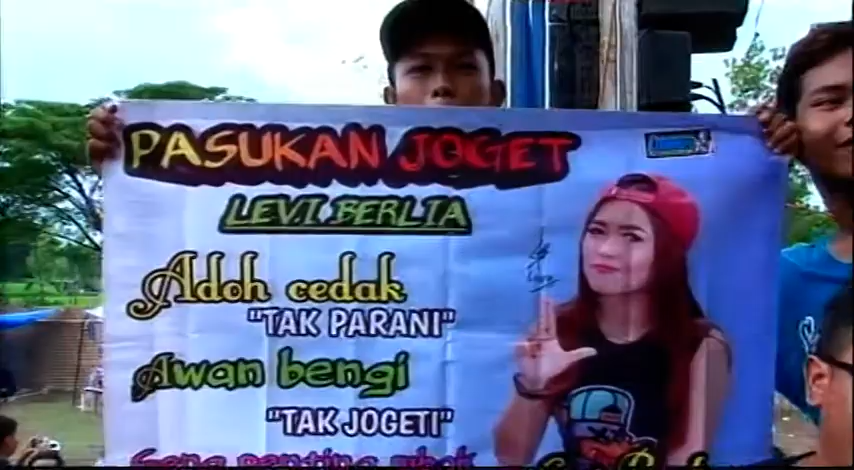 PASUKAN JOGET
LEVI BERLIA
Adoh cedak
"TAK PARANI"
Awan bengi
"TAK JOGETI"